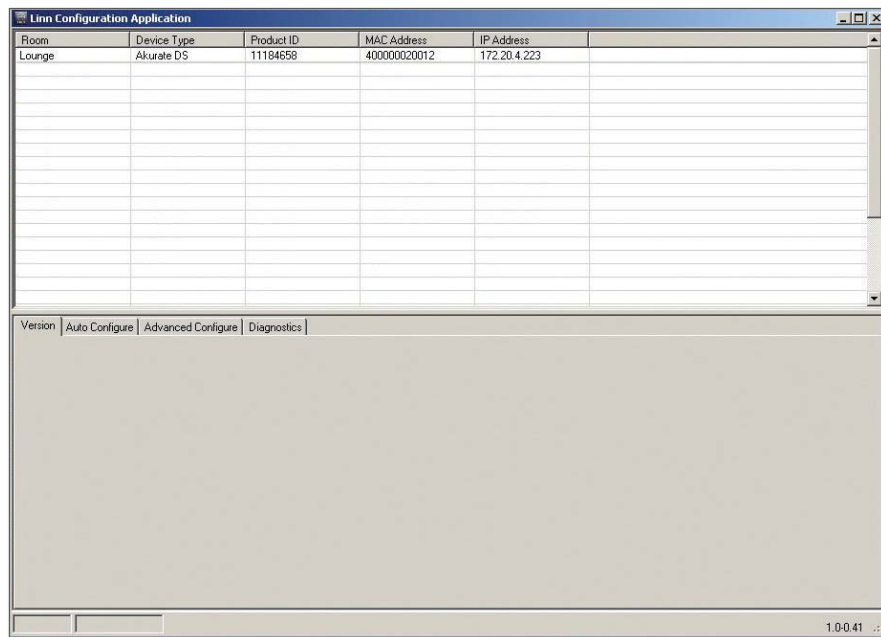 Linn Configuration Application
Room Device Type Product ID MAC Address IP Address
Lounge Akurate DS 11184658 400000020012 172.20.4.223
Version Auto Configure Advanced Configure Diagnostics
1.0-0.41